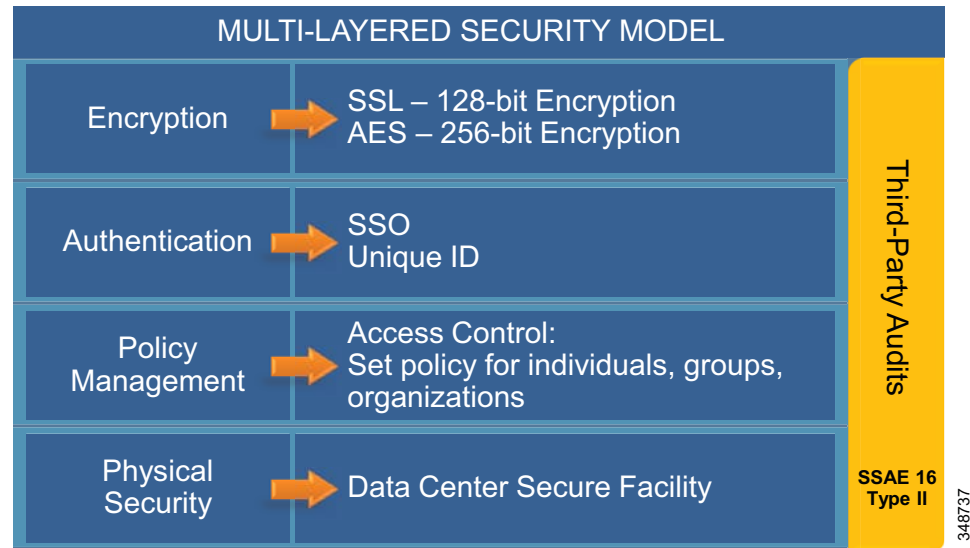 MULTI-LAYERED SECURITY MODEL
Encryption
SSL – 128-bit Encryption
AES – 256-bit Encryption
Authentication
SSO
Unique ID
Policy
Management
Access Control:
Set policy for individuals, groups,
organizations
Physical
Security
Data Center Secure Facility
Third-Party Audits
SSAE 16
Type II
348737